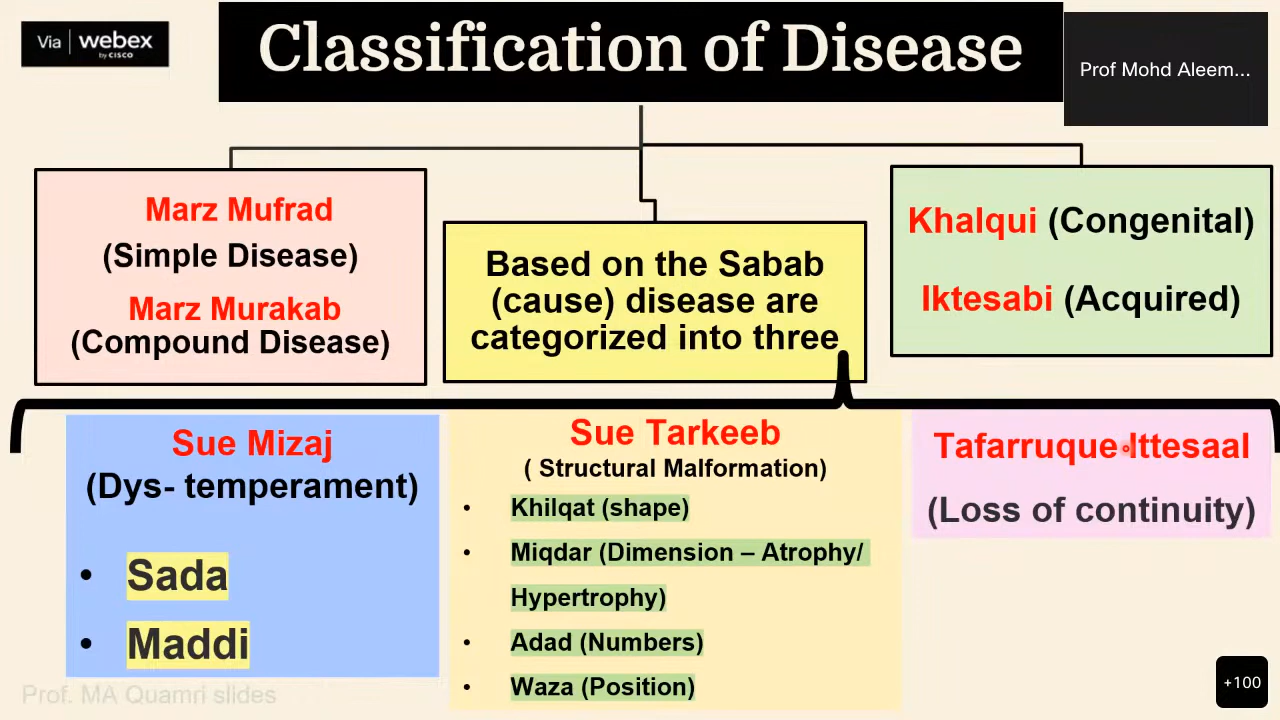 Via | webex
by CISCO
Classification of Disease
Prof Mohd Aleem...
Marz Mufrad
(Simple Disease)
Marz Murakab
(Compound Disease)
Based on the Sabab
(cause) disease are
categorized into three
Khalqui (Congenital)
Iktesabi (Acquired)
Sue Mizaj
(Dys- temperament)
• Sada
• Maddi
Sue Tarkeeb
( Structural Malformation)
• Khilqat (shape)
• Miqdar (Dimension – Atrophy/
Hypertrophy)
• Adad (Numbers)
• Waza (Position)
Tafarruque-Ittesaal
(Loss of continuity)
Prof. MA Quamri slides
+100